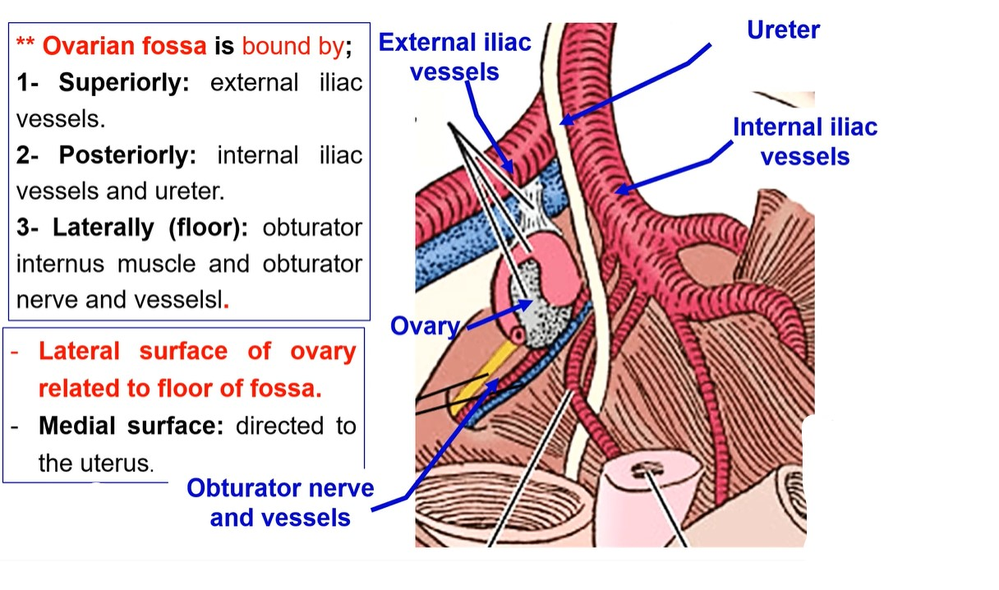 ** Ovarian fossa is bound by;
1- Superiorly: external iliac
vessels.
2- Posteriorly: internal iliac
vessels and ureter.
3- Laterally (floor): obturator
internus muscle and obturator
nerve and vesselsl.
- Lateral surface of ovary
related to floor of fossa.
- Medial surface: directed to
the uterus.
External iliac
vessels
Ureter
Internal iliac
vessels
Ovary
Obturator nerve
and vessels